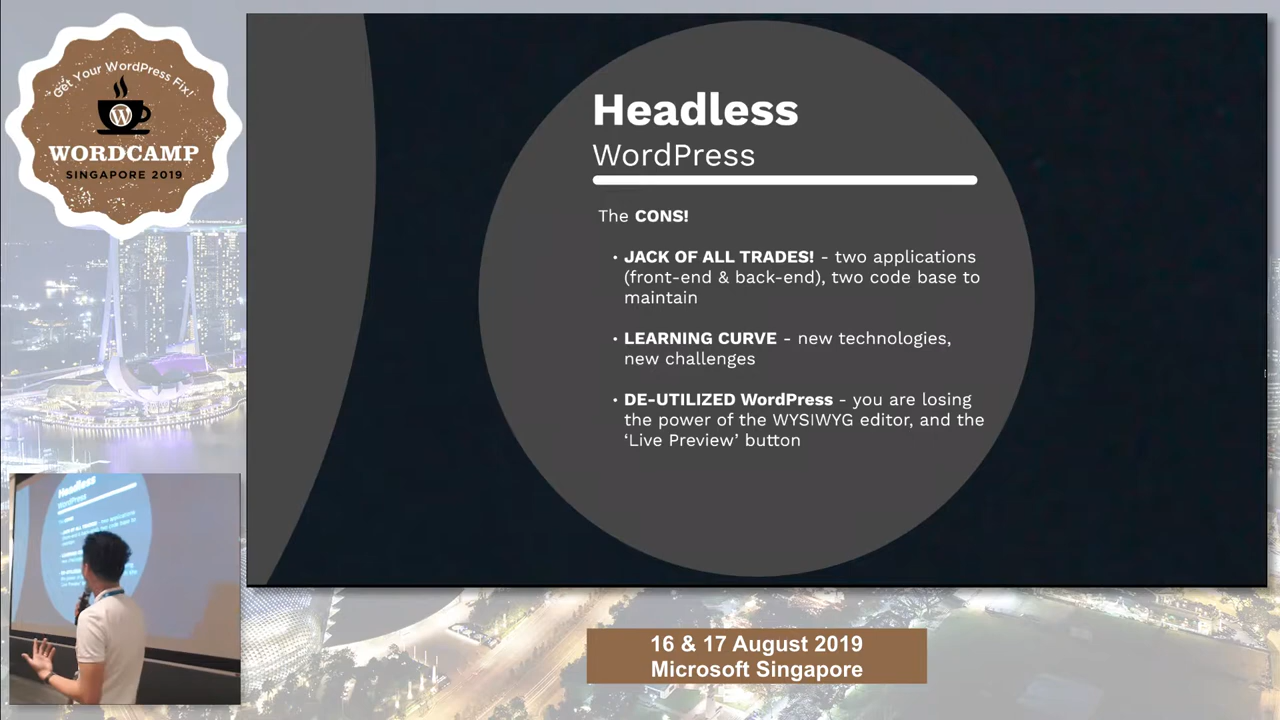 Get Your WordPress Fix!
WORDCAMP
SINGAPORE 2019
Headless
WordPress
The CONS!
• JACK OF ALL TRADES! - two applications
(front-end & back-end), two code base to
maintain
• LEARNING CURVE - new technologies,
new challenges
• DE-UTILIZED WordPress - you are losing
the power of the WYSIWYG editor, and the
‘Live Preview’ button
Headless
WordPress
16 & 17 August 2019
Microsoft Singapore